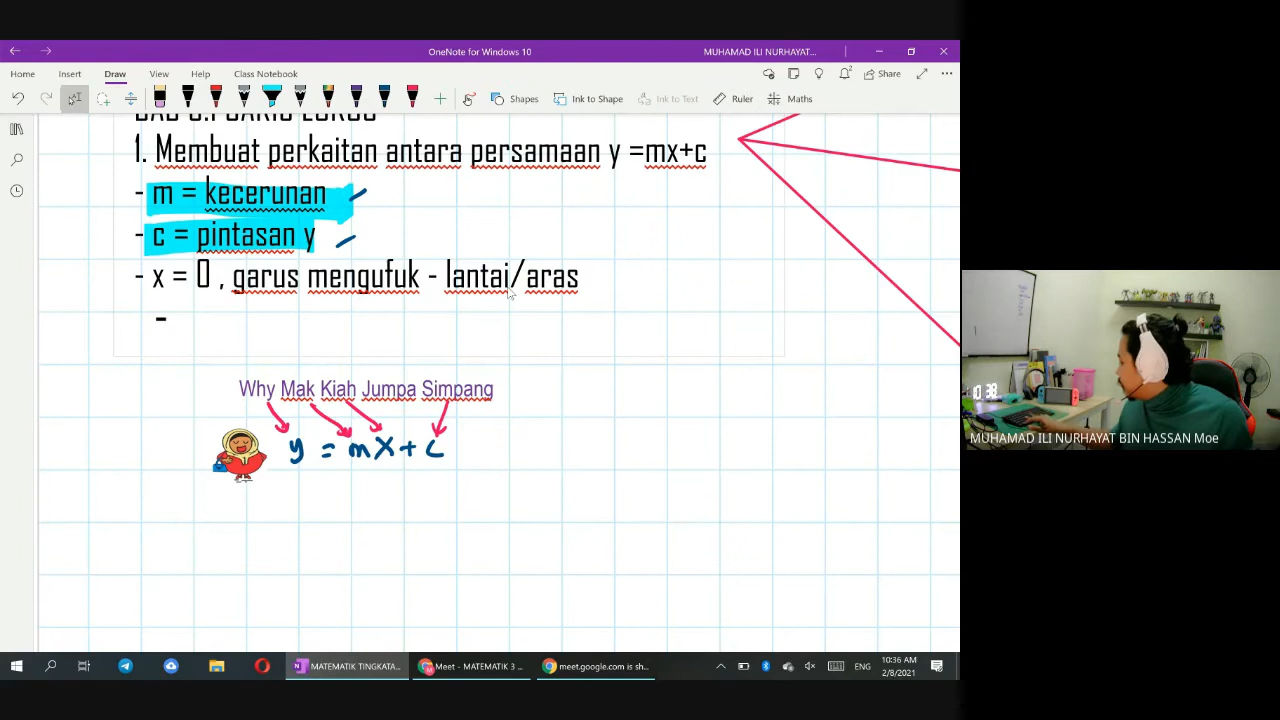 OneNote for Windows 10
MUHAMAD ILI NURHAYAT...
Home Insert Draw View Help Class Notebook
Share
Shapes Ink to Shape Ink to Text Ruler Maths
1. Membuat perkaitan antara persamaan y =mx+c
- m = kecerunan
- c = pintasan y
- x = 0 , garus mengufuk - lantai/aras
-
Why Mak Kiah Jumpa Simpang
y = mx + c
MUHAMAD ILI NURHAYAT BIN HASSAN Moe
MATEMATIK TINGKATA...
Meet - MATEMATIK 3 ...
meet.google.com is sh...
ENG
10:36 AM
2/8/2021